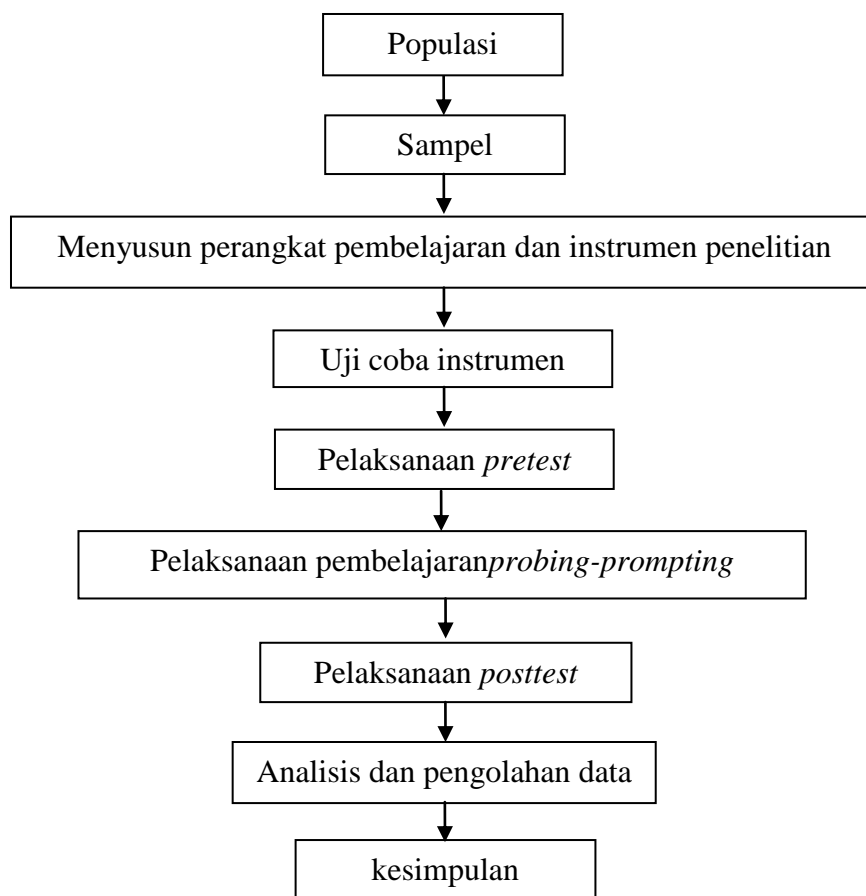 Populasi
Sampel
Menyusun perangkat pembelajaran dan instrumen penelitian
Uji coba instrumen
Pelaksanaan pretest
Pelaksanaan pembelajaranprobing-prompting
Pelaksanaan posttest
Analisis dan pengolahan data
kesimpulan